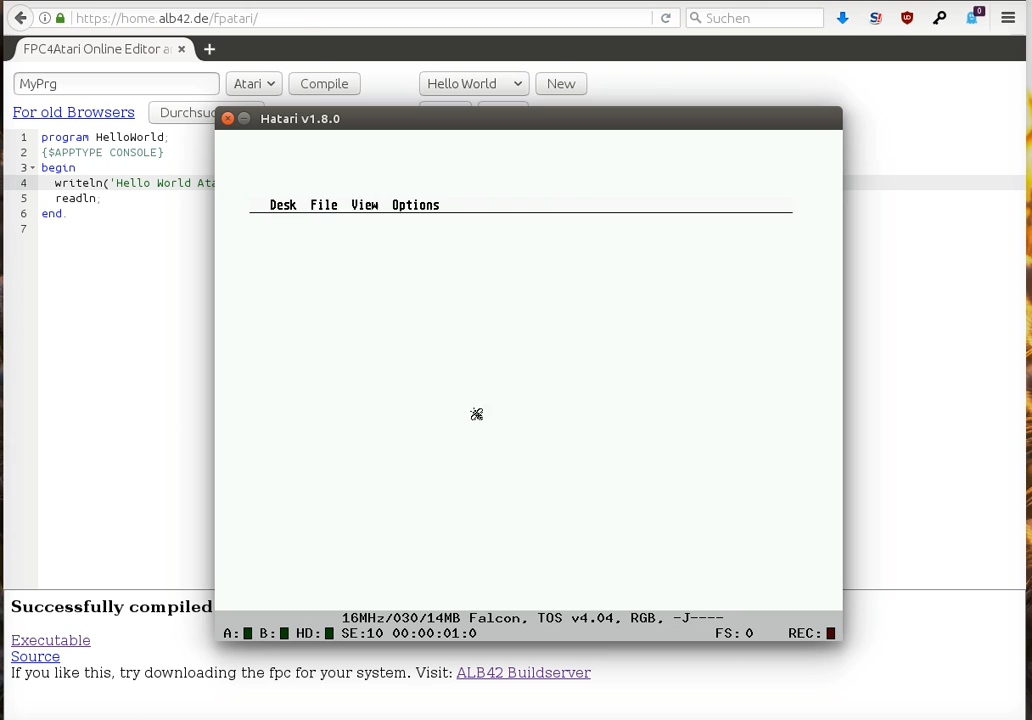 https://home.alb42.de/fpatari/
Suchen
0
FPC4Atari Online Editor a
MyPrg
Atari
Compile
Hello World
New
For old Browsers
Durchsuc
Hatari v1.8.0
1 program HelloWorld;
2 {$APPTYPE CONSOLE}
3 begin
4 writeln('Hello World Ata
5 readln;
6 end.
7
Desk File View Options
Successfully compiled
Executable
Source
If you like this, try downloading the fpc for your system. Visit: ALB42 Buildserver
16MHz/030/14MB Falcon, TOS v4.04, RGB, -J----
A: B: HD: SE:10 00:00:01:0 FS: 0 REC: